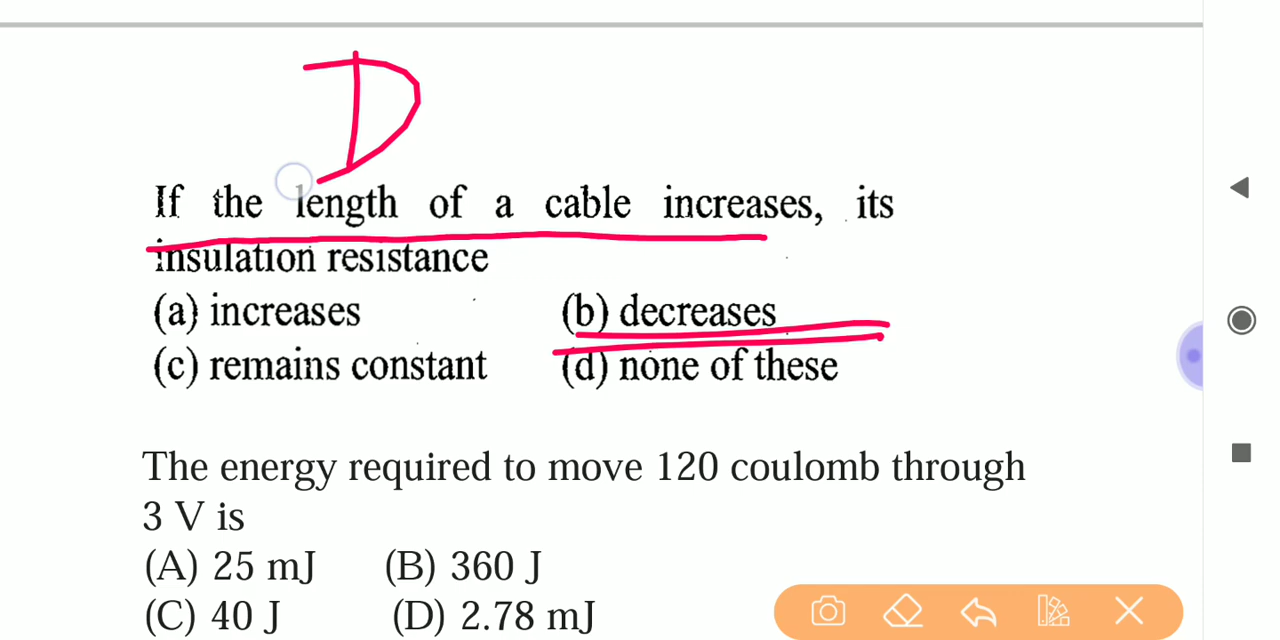 D
If the length of a cable increases, its
insulation resistance
(a) increases (b) decreases
(c) remains constant (d) none of these
The energy required to move 120 coulomb through
3 V is
(A) 25 mJ (B) 360 J
(C) 40 J (D) 2.78 mJ